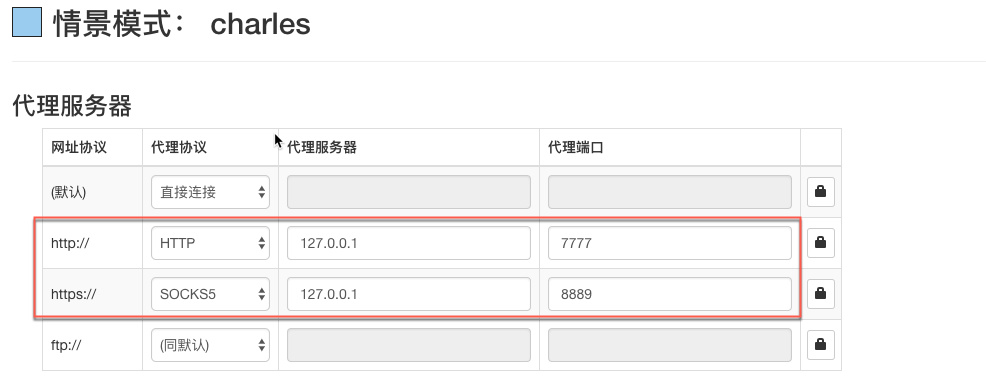 情景模式： charles
代理服务器
网址协议 代理协议 代理服务器 代理端口
(默认) 直接连接
http:// HTTP 127.0.0.1 7777
https:// SOCKS5 127.0.0.1 8889
ftp:// (同默认)